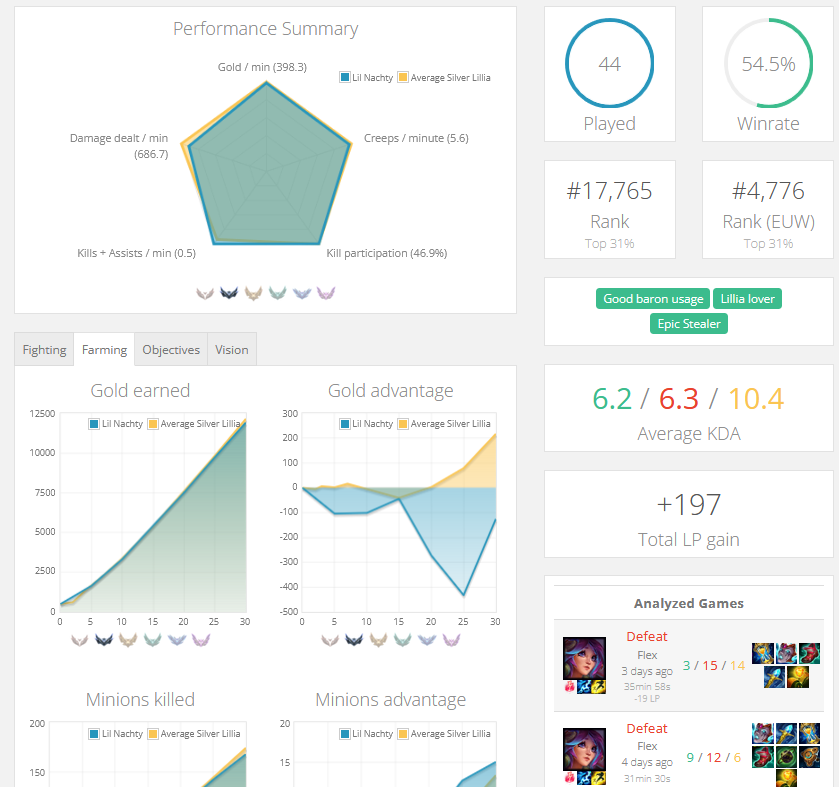 Performance Summary
Gold / min (398.3)
Lil Nachty
Average Silver Lillia
Damage dealt / min
(686.7)
Creeps / minute (5.6)
Kills + Assists / min (0.5)
Kill participation (46.9%)
Fighting
Farming
Objectives
Vision
Gold earned
Lil Nachty
Average Silver Lillia
12500
10000
7500
5000
2500
0
0 5 10 15 20 25 30
Gold advantage
Lil Nachty
Average Silver Lillia
300
200
100
0
-100
-200
-300
-400
-500
0 5 10 15 20 25 30
Minions killed
Lil Nachty
Average Silver Lillia
200
150
Minions advantage
Lil Nachty
Average Silver Lillia
20
15
44
Played
54.5%
Winrate
#17,765
Rank
Top 31%
#4,776
Rank (EUW)
Top 31%
Good baron usage
Lillia lover
Epic Stealer
6.2 / 6.3 / 10.4
Average KDA
+197
Total LP gain
Analyzed Games
Defeat
Flex
3 days ago
35min 58s
-19 LP
3 / 15 / 14
Defeat
Flex
4 days ago
31min 30s
9 / 12 / 6